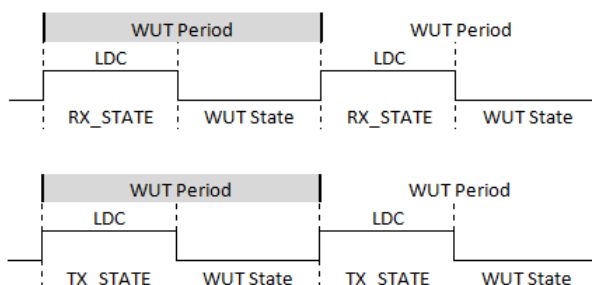 WUT Period WUT Period
LDC LDC
RX_STATE WUT State RX_STATE WUT State
WUT Period WUT Period
LDC LDC
TX_STATE WUT State TX_STATE WUT State